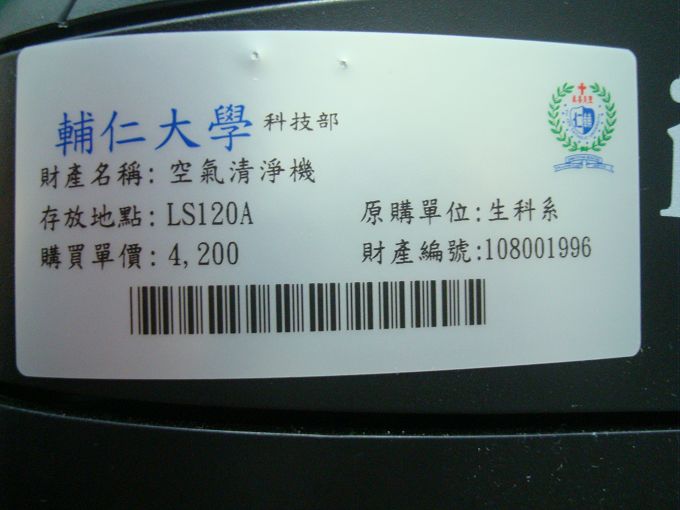 輔仁大學 科技部
財產名稱: 空氣清淨機
存放地點: LS120A 原購單位: 生科系
購買單價: 4,200 財產編號:108001996